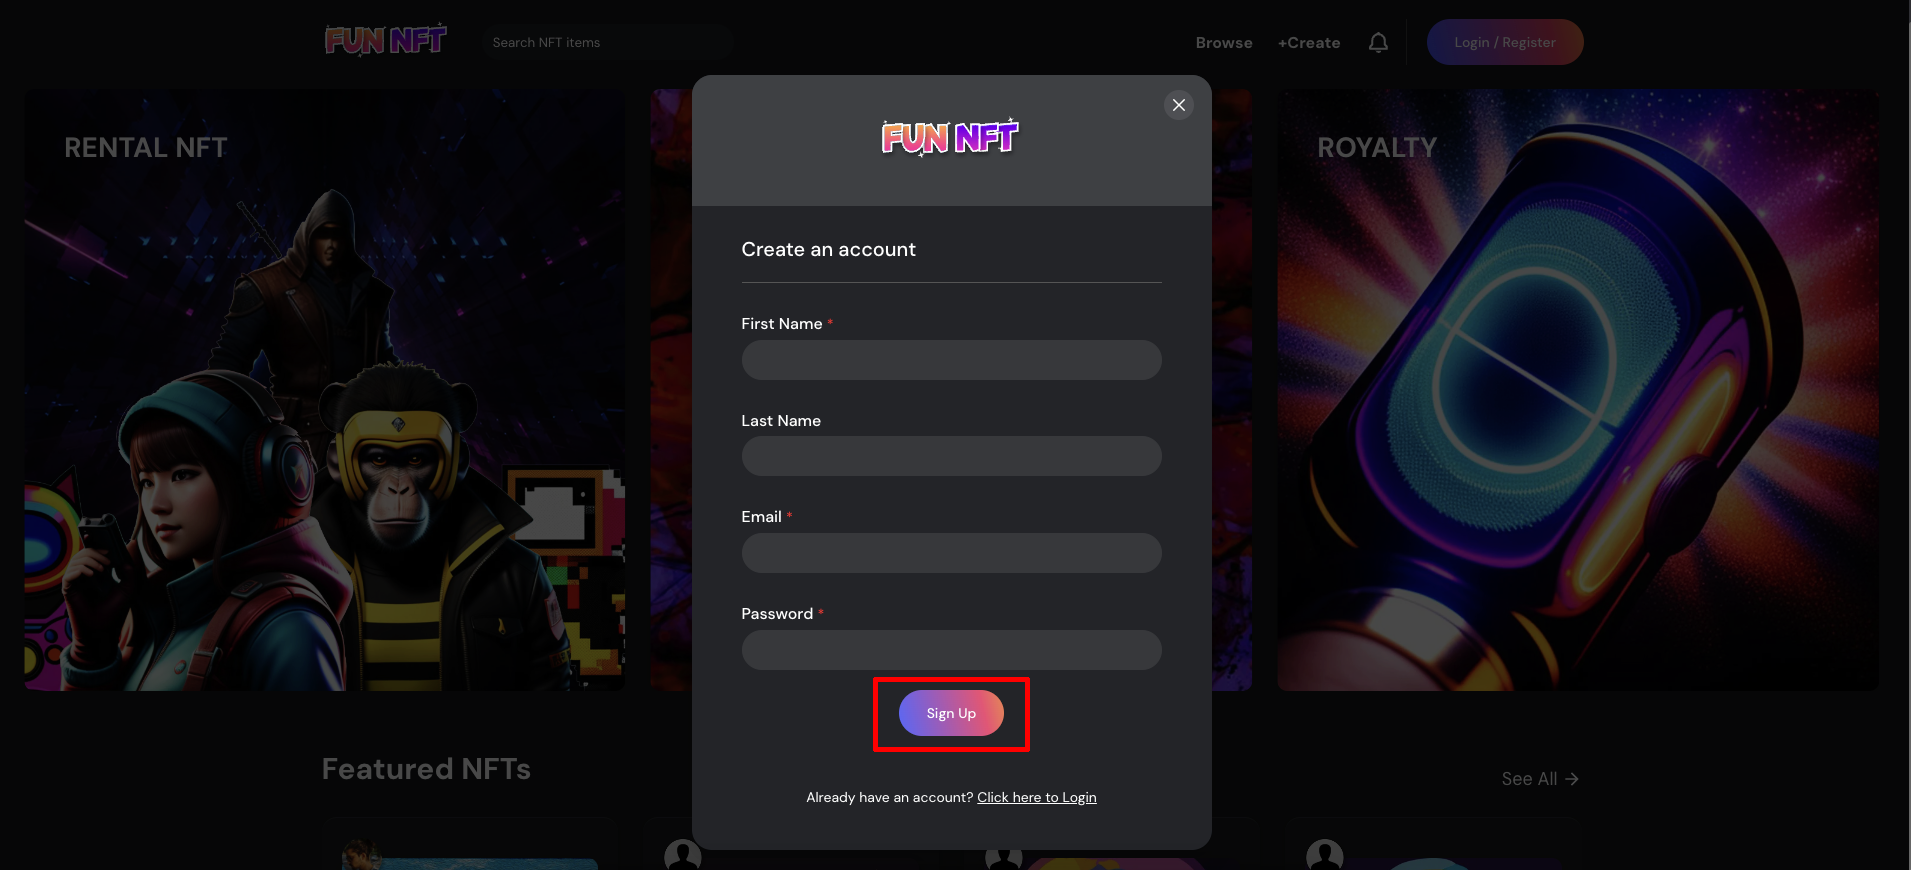 FUN NFT
Search NFT items
Browse
+Create
Login / Register
RENTAL NFT
ROYALTY
FUN NFT
Create an account
First Name *
Last Name
Email *
Password *
Sign Up
Already have an account? Click here to Login
Featured NFTs
See All →